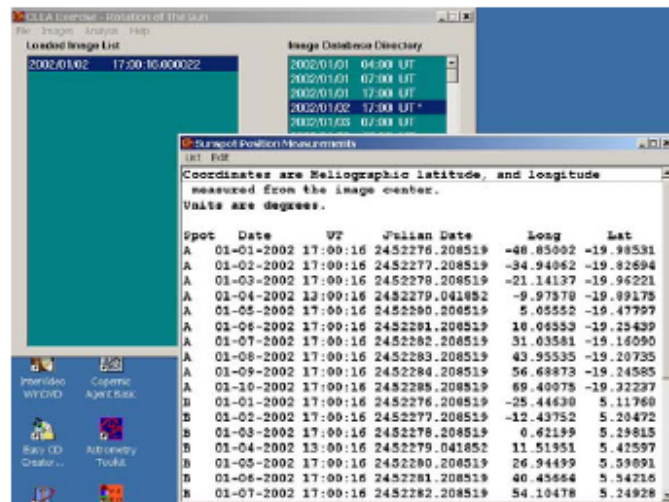 CLEA Exercise - Rotation of The Sun
File Images Analysis Help
Loaded Image List
Image Database Directory
2002/01/02 17:00:16.000022
2002/01/01 04:00 UT
2002/01/01 07:00 UT
2002/01/01 17:00 UT
2002/01/02 17:00 UT *
2002/01/03 07:00 UT
Sunspot Position Measurements
List Edit
Coordinates are Heliographic latitude, and longitude
measured from the image center.
Units are degrees.
Spot Date UT Julian Date Long Lat
A 01-01-2002 17:00:16 2452276.208519 -48.85002 -19.98531
A 01-02-2002 17:00:16 2452277.208519 -34.94062 -19.82694
A 01-03-2002 17:00:16 2452278.208519 -21.14137 -19.96221
A 01-04-2002 13:00:16 2452279.041852 -9.97578 -19.89175
A 01-05-2002 17:00:16 2452280.208519 5.05552 -19.47797
A 01-06-2002 17:00:16 2452281.208519 18.06553 -19.25439
A 01-07-2002 17:00:16 2452282.208519 31.03581 -19.16090
A 01-08-2002 17:00:16 2452283.208519 43.95535 -19.20735
A 01-09-2002 17:00:16 2452284.208519 56.68873 -19.24585
A 01-10-2002 17:00:16 2452285.208519 69.40075 -19.32237
B 01-01-2002 17:00:16 2452276.208519 -25.44630 5.11760
B 01-02-2002 17:00:16 2452277.208519 -12.43752 5.20472
B 01-03-2002 17:00:16 2452278.208519 0.62199 5.29815
B 01-04-2002 13:00:16 2452279.041852 11.51951 5.42597
B 01-05-2002 17:00:16 2452280.208519 26.94499 5.59891
B 01-06-2002 17:00:16 2452281.208519 40.45664 5.54216
B 01-07-2002 17:00:16 2452282.208519 54.10476 5.84928
InterVideo WinDVD
Copernic Agent Basic
Easy CD Creator ...
Astrometry Toolkit